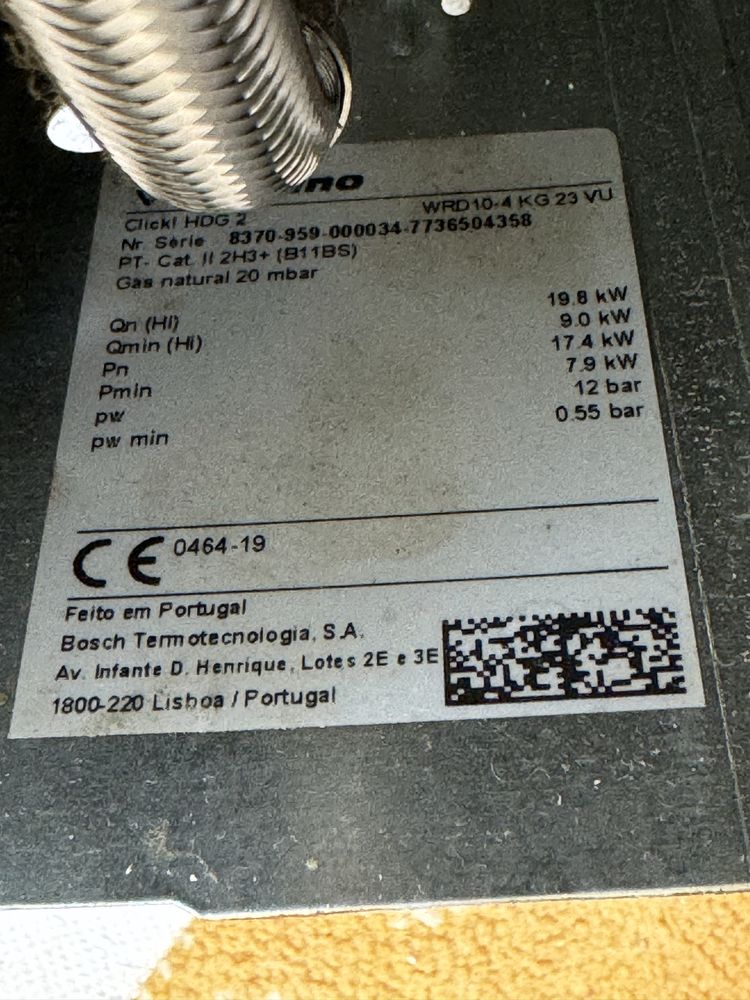 Click! HDG 2 WRD10-4 KG 23 VU
Nr. Série 8370-959-000034-7736504358
PT- Cat. II 2H3+ (B11BS)
Gas natural 20 mbar
Qn (Hi) 19.8 kW
Qmin (Hi) 9.0 kW
Pn 17.4 kW
Pmin 7.9 kW
pw 12 bar
pw min 0.55 bar
CE 0464-19
Feito em Portugal
Bosch Termotecnologia, S.A.
Av. Infante D. Henrique, Lotes 2E e 3E
1800-220 Lisboa / Portugal